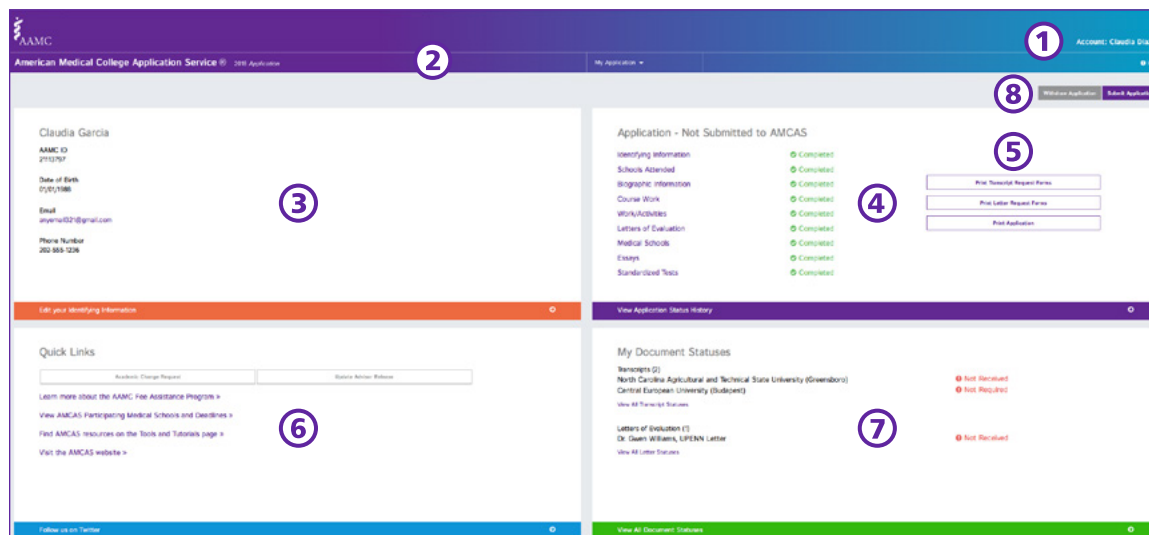 AAMC
1
Account: Claudia Dia
American Medical College Application Service ® 2018 Application
2
My Application
8
Withdraw Application
Submit Applicati
Claudia Garcia
AAMC ID
Date of Birth
01/01/1988
Email
anyemail321@gmail.com
Phone Number
202-555-1236
3
Edit your Identifying Information
Application - Not Submitted to AMCAS
Identifying Information Completed
Schools Attended Completed
Biographic Information Completed
Course Work Completed
Work/Activities Completed
Letters of Evaluation Completed
Medical Schools Completed
Essays Completed
Standardized Tests Completed
4
5
Print Transcript Request Forms
Print Letter Request Forms
Print Application
View Application Status History
Quick Links
Academic Change Request
Update Advisor Release
Learn more about the AAMC Fee Assistance Program »
View AMCAS Participating Medical Schools and Deadlines »
Find AMCAS resources on the Tools and Tutorials page »
Visit the AMCAS website »
6
Follow us on Twitter
My Document Statuses
Transcripts (2)
North Carolina Agricultural and Technical State University (Greensboro) Not Received
Central European University (Budapest) Not Required
View All Transcript Statuses
Letters of Evaluation (1)
Dr. Gwen Williams, UPENN Letter Not Received
View All Letter Statuses
7
View All Document Statuses